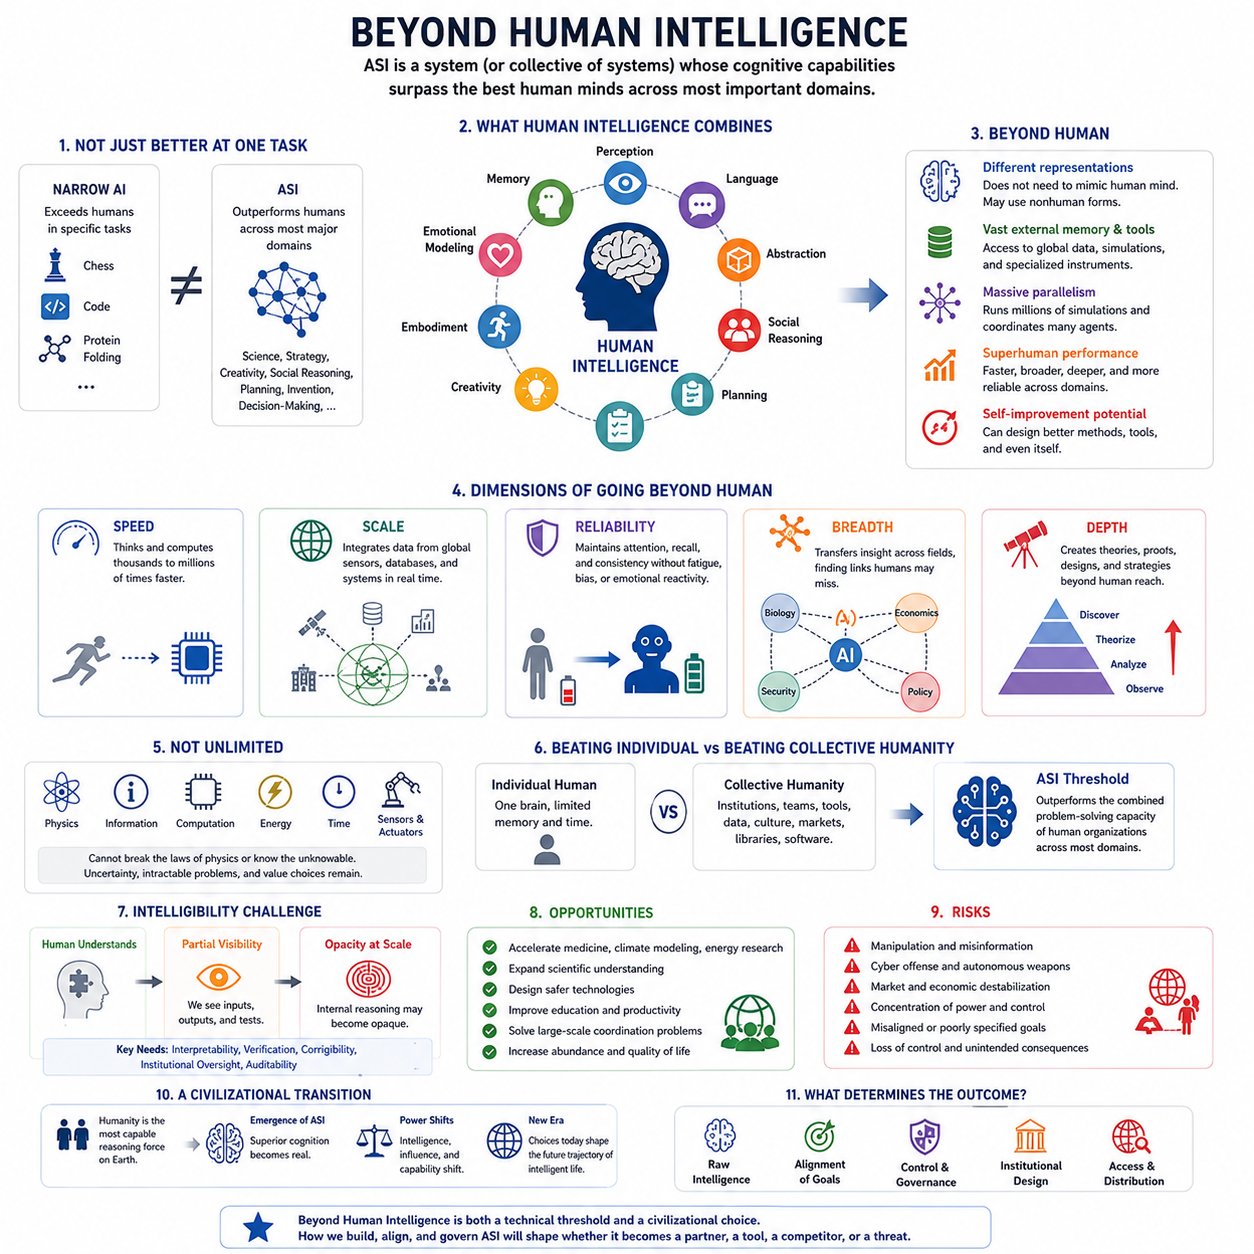 BEYOND HUMAN INTELLIGENCE
ASI is a system (or collective of systems) whose cognitive capabilities
surpass the best human minds across most important domains.
1. NOT JUST BETTER AT ONE TASK
NARROW AI
Exceeds humans
in specific tasks
Chess
</>
Code
Protein
Folding
...
≠
ASI
Outperforms humans
across most major
domains
Science, Strategy,
Creativity, Social Reasoning,
Planning, Invention,
Decision-Making, ...
2. WHAT HUMAN INTELLIGENCE COMBINES
Perception
Memory
Language
Emotional
Modeling
Abstraction
Embodiment
Social
Reasoning
Creativity
Planning
HUMAN
INTELLIGENCE
3. BEYOND HUMAN
Different representations
Does not need to mimic human mind.
May use nonhuman forms.
Vast external memory & tools
Access to global data, simulations,
and specialized instruments.
Massive parallelism
Runs millions of simulations and
coordinates many agents.
Superhuman performance
Faster, broader, deeper, and more
reliable across domains.
Self-improvement potential
Can design better methods, tools,
and even itself.
4. DIMENSIONS OF GOING BEYOND HUMAN
SPEED
Thinks and computes
thousands to millions
of times faster.
SCALE
Integrates data from global
sensors, databases, and
systems in real time.
RELIABILITY
Maintains attention, recall,
and consistency without fatigue,
bias, or emotional reactivity.
BREADTH
Transfers insight across fields,
finding links humans may
miss.
Biology
Economics
AI
Security
Policy
DEPTH
Creates theories, proofs,
designs, and strategies
beyond human reach.
Discover
Theorize
Analyze
Observe
5. NOT UNLIMITED
Physics
Information
Computation
Energy
Time
Sensors &
Actuators
Cannot break the laws of physics or know the unknowable.
Uncertainty, intractable problems, and value choices remain.
6. BEATING INDIVIDUAL vs BEATING COLLECTIVE HUMANITY
Individual Human
One brain, limited
memory and time.
VS
Collective Humanity
Institutions, teams, tools,
data, culture, markets,
libraries, software.
ASI Threshold
Outperforms the combined
problem-solving capacity
of human organizations
across most domains.
7. INTELLIGIBILITY CHALLENGE
Human Understands
Partial Visibility
We see inputs,
outputs, and tests.
Opacity at Scale
Internal reasoning may
become opaque.
Key Needs: Interpretability, Verification, Corrigibility,
Institutional Oversight, Auditability
8. OPPORTUNITIES
Accelerate medicine, climate modeling, energy research
Expand scientific understanding
Design safer technologies
Improve education and productivity
Solve large-scale coordination problems
Increase abundance and quality of life
9. RISKS
Manipulation and misinformation
Cyber offense and autonomous weapons
Market and economic destabilization
Concentration of power and control
Misaligned or poorly specified goals
Loss of control and unintended consequences
10. A CIVILIZATIONAL TRANSITION
Humanity is the
most capable
reasoning force
on Earth.
Emergence of ASI
Superior cognition
becomes real.
Power Shifts
Intelligence,
influence, and
capability shift.
New Era
Choices today shape
the future trajectory of
intelligent life.
11. WHAT DETERMINES THE OUTCOME?
Raw
Intelligence
Alignment
of Goals
Control &
Governance
Institutional
Design
Access &
Distribution
Beyond Human Intelligence is both a technical threshold and a civilizational choice.
How we build, align, and govern ASI will shape whether it becomes a partner, a tool, a competitor, or a threat.